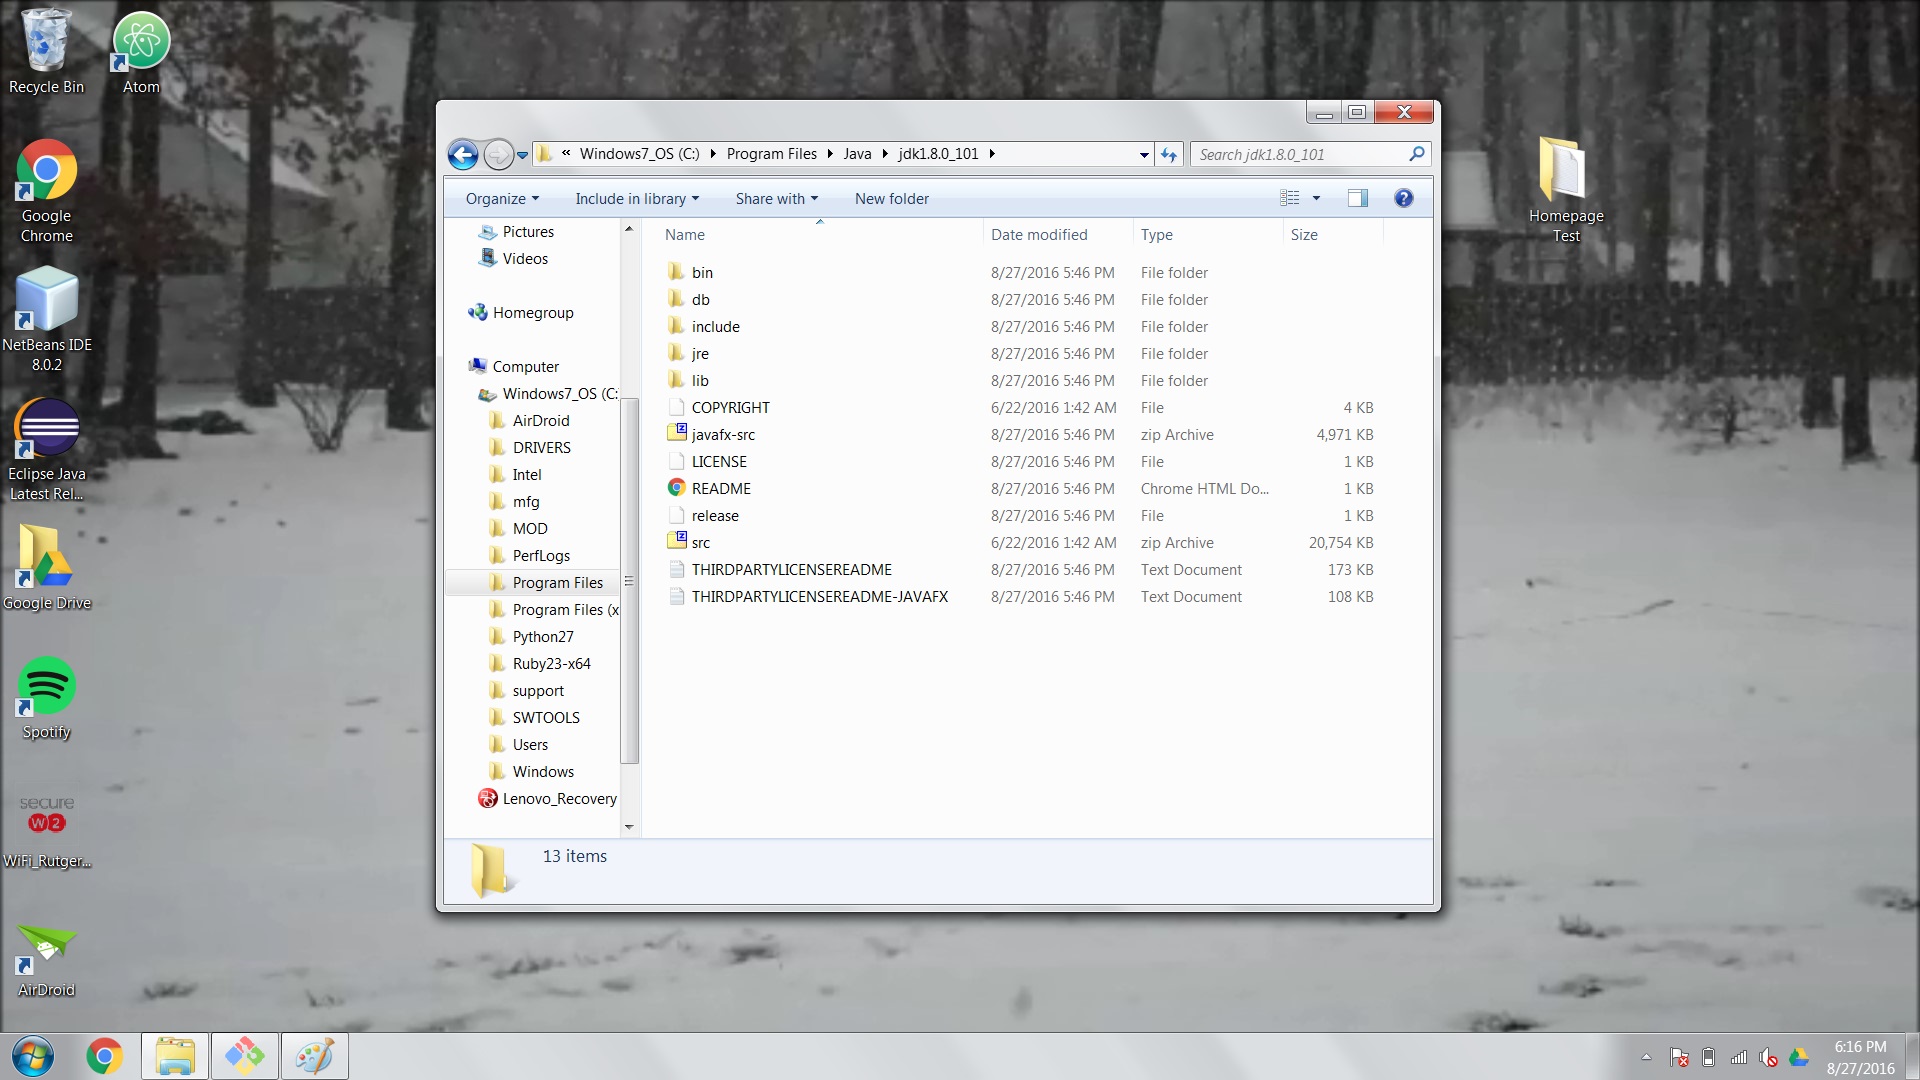 Recycle Bin
Atom
Google
Chrome
NetBeans IDE
8.0.2
Eclipse Java
Latest Rel...
Google Drive
Spotify
secure
W 2
WiFi_Rutger...
AirDroid
Homepage
Test
« Windows7_OS (C:) Program Files Java jdk1.8.0_101
Search jdk1.8.0_101
Organize Include in library Share with New folder
Pictures
Videos
Homegroup
Computer
Windows7_OS (C:
AirDroid
DRIVERS
Intel
mfg
MOD
PerfLogs
Program Files
Program Files (x
Python27
Ruby23-x64
support
SWTOOLS
Users
Windows
Lenovo_Recovery
Name Date modified Type Size
bin 8/27/2016 5:46 PM File folder
db 8/27/2016 5:46 PM File folder
include 8/27/2016 5:46 PM File folder
jre 8/27/2016 5:46 PM File folder
lib 8/27/2016 5:46 PM File folder
COPYRIGHT 6/22/2016 1:42 AM File 4 KB
javafx-src 8/27/2016 5:46 PM zip Archive 4,971 KB
LICENSE 8/27/2016 5:46 PM File 1 KB
README 8/27/2016 5:46 PM Chrome HTML Do... 1 KB
release 8/27/2016 5:46 PM File 1 KB
src 6/22/2016 1:42 AM zip Archive 20,754 KB
THIRDPARTYLICENSEREADME 8/27/2016 5:46 PM Text Document 173 KB
THIRDPARTYLICENSEREADME-JAVAFX 8/27/2016 5:46 PM Text Document 108 KB
13 items
6:16 PM
8/27/2016